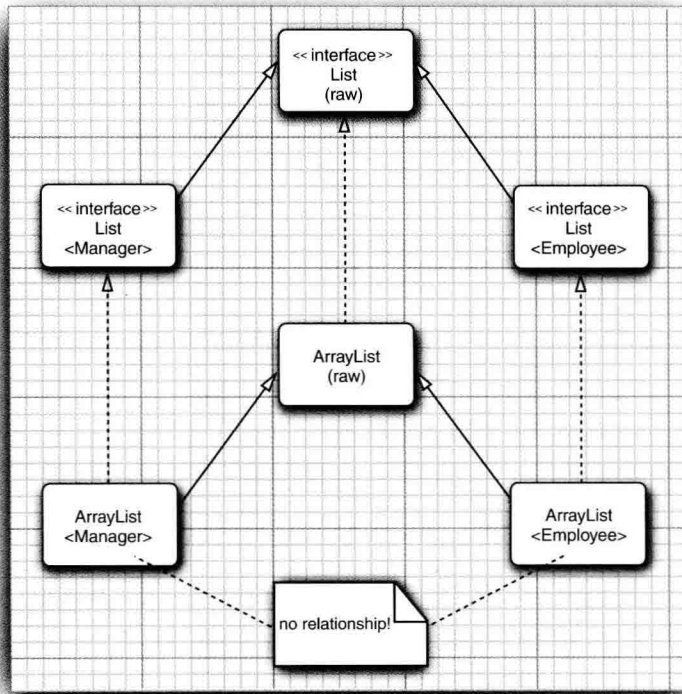 << interface >>
List
(raw)
<< interface >>
List
<Manager>
<< interface >>
List
<Employee>
ArrayList
(raw)
ArrayList
<Manager>
ArrayList
<Employee>
no relationship!